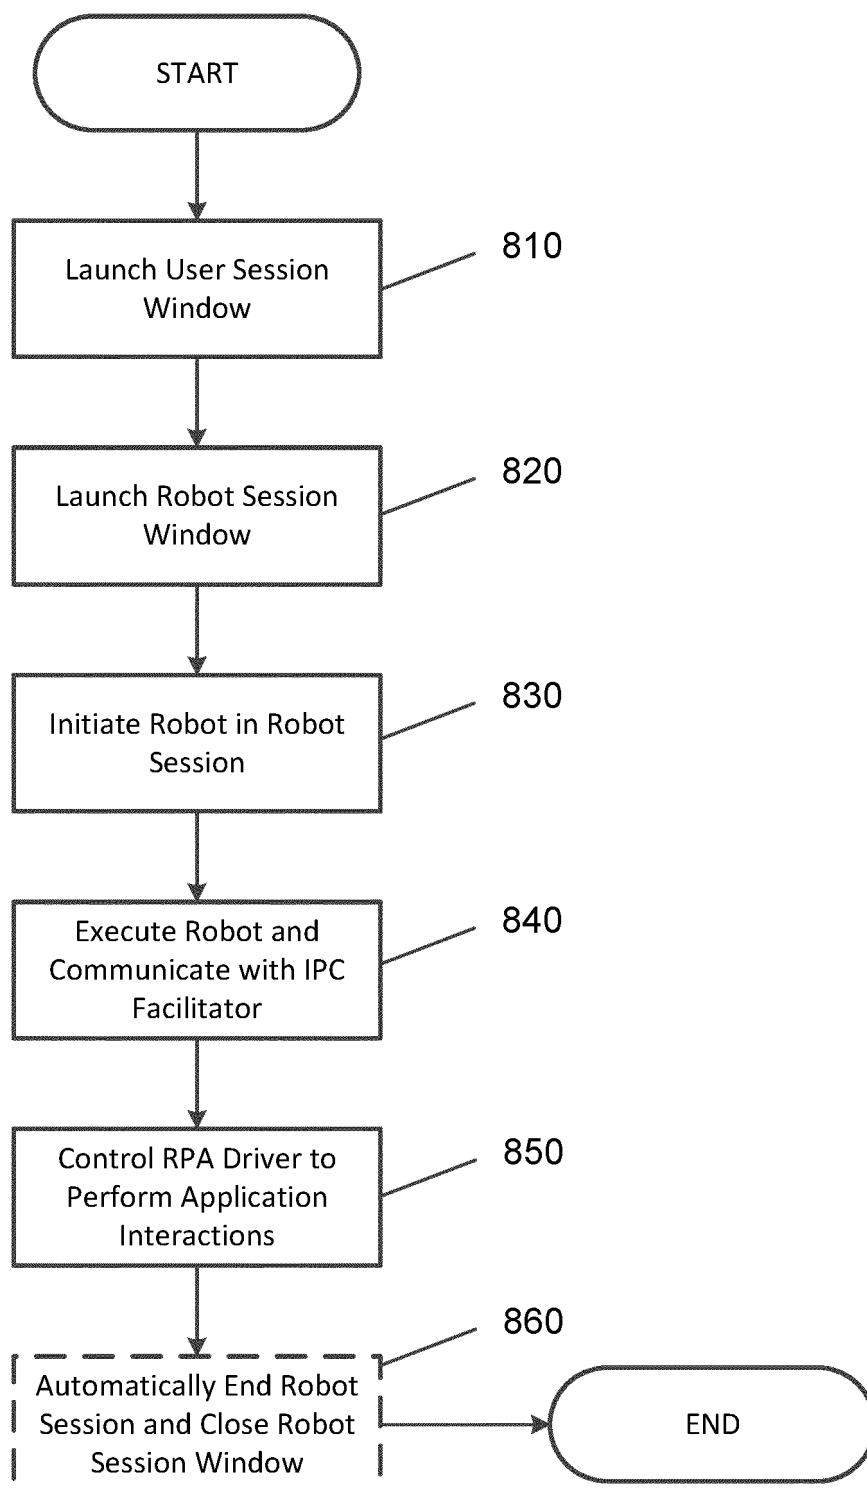 START
810
Launch User Session
Window
820
Launch Robot Session
Window
830
Initiate Robot in Robot
Session
840
Execute Robot and
Communicate with IPC
Facilitator
850
Control RPA Driver to
Perform Application
Interactions
860
Automatically End Robot
Session and Close Robot
Session Window
END